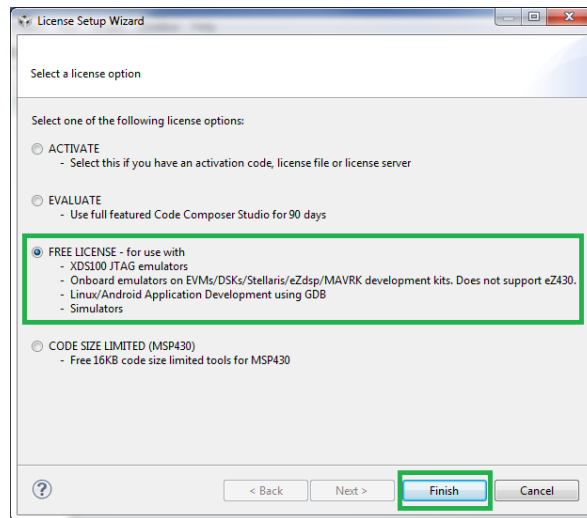 License Setup Wizard
Select a license option
Select one of the following license options:
ACTIVATE
- Select this if you have an activation code, license file or license server
EVALUATE
- Use full featured Code Composer Studio for 90 days
FREE LICENSE - for use with
- XDS100 JTAG emulators
- Onboard emulators on EVMs/DSKs/Stellaris/eZdsp/MAVRK development kits. Does not support eZ430.
- Linux/Android Application Development using GDB
- Simulators
CODE SIZE LIMITED (MSP430)
- Free 16KB code size limited tools for MSP430
? < Back Next > Finish Cancel